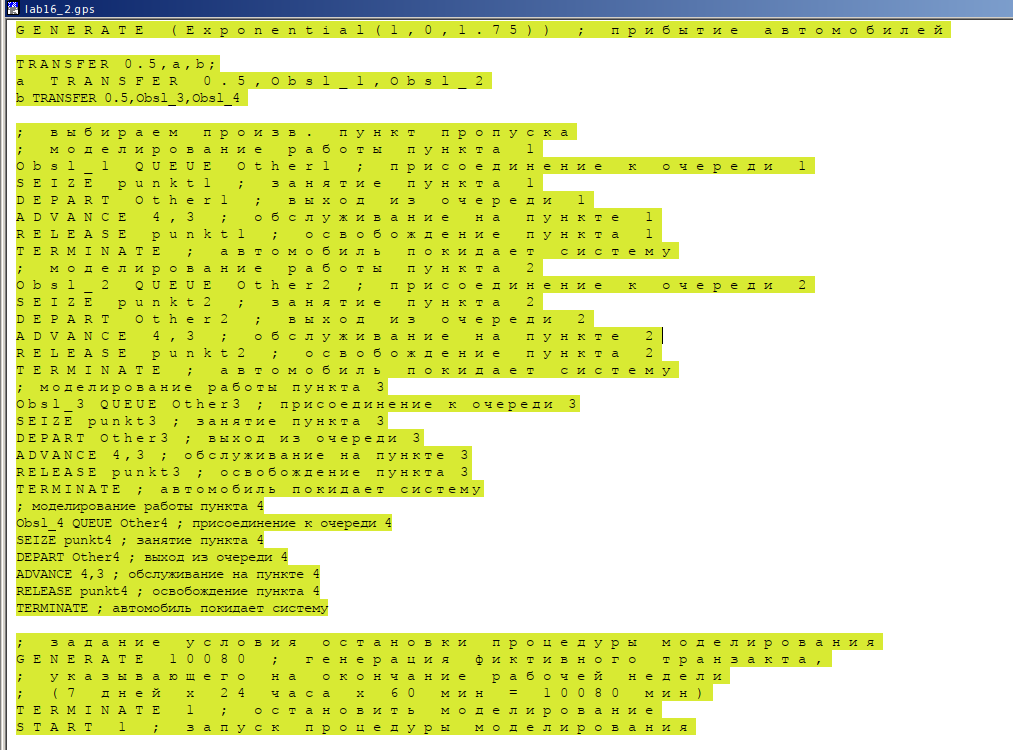 lab16_2.gps
GENERATE (Exponential(1,0,1.75)) ; прибытие автомобилей
TRANSFER 0.5,a,b;
a TRANSFER 0.5,Obsl_1,Obsl_2
b TRANSFER 0.5,Obsl_3,Obsl_4
; выбираем произв. пункт пропуска
; моделирование работы пункта 1
Obsl_1 QUEUE Other1 ; присоединение к очереди 1
SEIZE punkt1 ; занятие пункта 1
DEPART Other1 ; выход из очереди 1
ADVANCE 4,3 ; обслуживание на пункте 1
RELEASE punkt1 ; освобождение пункта 1
TERMINATE ; автомобиль покидает систему
; моделирование работы пункта 2
Obsl_2 QUEUE Other2 ; присоединение к очереди 2
SEIZE punkt2 ; занятие пункта 2
DEPART Other2 ; выход из очереди 2
ADVANCE 4,3 ; обслуживание на пункте 2
RELEASE punkt2 ; освобождение пункта 2
TERMINATE ; автомобиль покидает систему
; моделирование работы пункта 3
Obsl_3 QUEUE Other3 ; присоединение к очереди 3
SEIZE punkt3 ; занятие пункта 3
DEPART Other3 ; выход из очереди 3
ADVANCE 4,3 ; обслуживание на пункте 3
RELEASE punkt3 ; освобождение пункта 3
TERMINATE ; автомобиль покидает систему
; моделирование работы пункта 4
Obsl_4 QUEUE Other4 ; присоединение к очереди 4
SEIZE punkt4 ; занятие пункта 4
DEPART Other4 ; выход из очереди 4
ADVANCE 4,3 ; обслуживание на пункте 4
RELEASE punkt4 ; освобождение пункта 4
TERMINATE ; автомобиль покидает систему
; задание условия остановки процедуры моделирования
GENERATE 10080 ; генерация фиктивного транзакта,
; указывающего на окончание рабочей недели
; (7 дней x 24 часа x 60 мин = 10080 мин)
TERMINATE 1 ; остановить моделирование
START 1 ; запуск процедуры моделирования